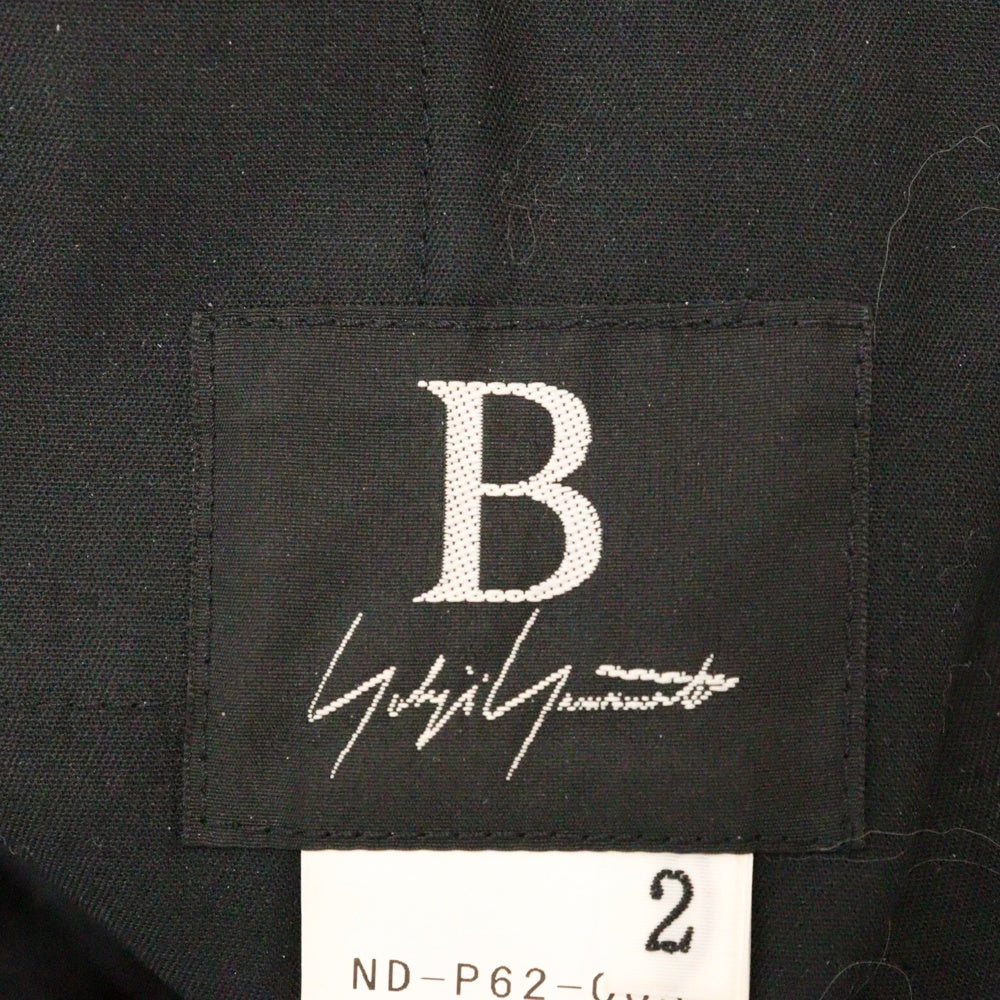 B
Yohji Yamamoto
2
ND-P62-